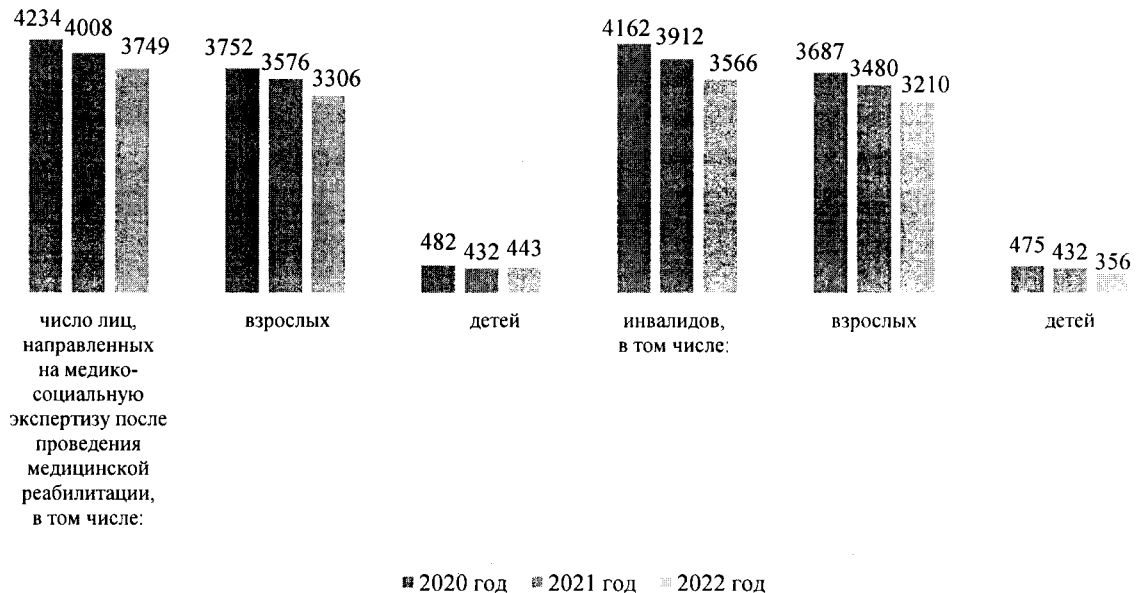 4234
4008
3749
3752
3576
3306
482
432
443
4162
3912
3566
3687
3480
3210
475
432
356
число лиц,
направленных
на медико-
социальную
экспертизу после
проведения
медицинской
реабилитации,
в том числе:
взрослых
детей
инвалидов,
в том числе:
взрослых
детей
2020 год 2021 год 2022 год